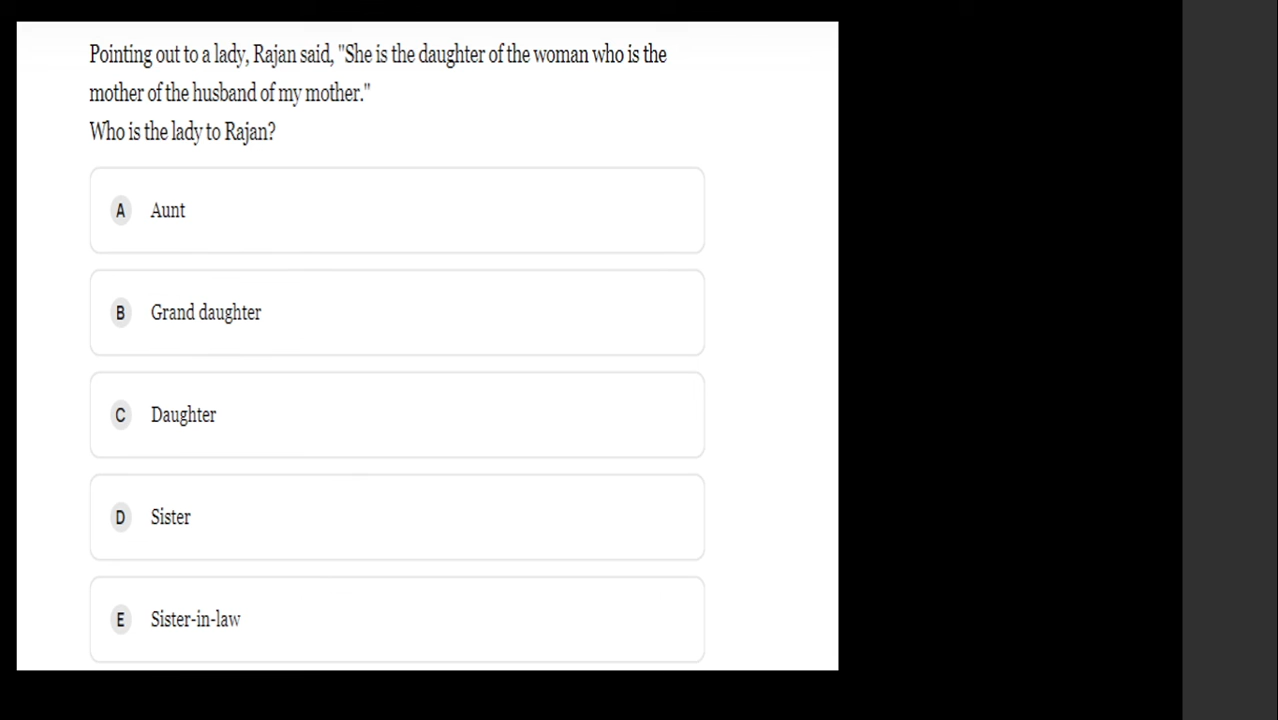 Pointing out to a lady, Rajan said, "She is the daughter of the woman who is the
mother of the husband of my mother."
Who is the lady to Rajan?
A Aunt
B Grand daughter
C Daughter
D Sister
E Sister-in-law